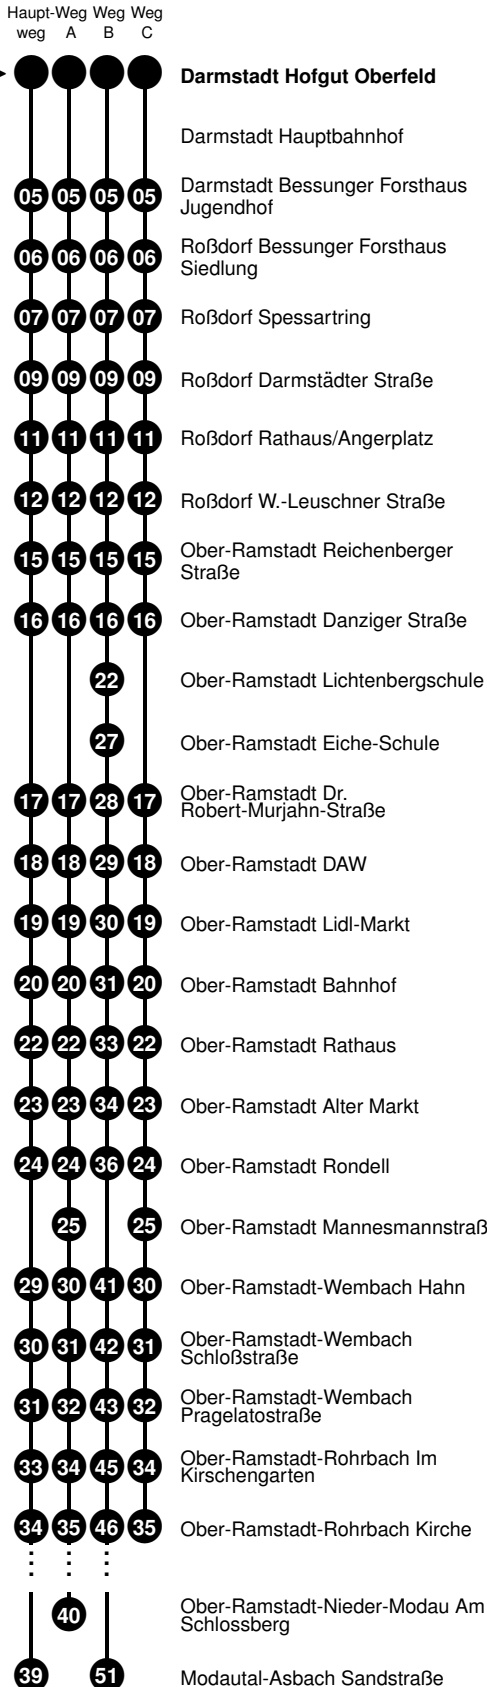 Haupt-Weg Weg Weg
weg A B C
Darmstadt Hofgut Oberfeld
Darmstadt Hauptbahnhof
05 05 05 05 Darmstadt Bessunger Forsthaus
Jugendhof
06 06 06 06 Roßdorf Bessunger Forsthaus
Siedlung
07 07 07 07 Roßdorf Spessartring
09 09 09 09 Roßdorf Darmstädter Straße
11 11 11 11 Roßdorf Rathaus/Angerplatz
12 12 12 12 Roßdorf W.-Leuschner Straße
15 15 15 15 Ober-Ramstadt Reichenberger
Straße
16 16 16 16 Ober-Ramstadt Danziger Straße
22 Ober-Ramstadt Lichtenbergschule
27 Ober-Ramstadt Eiche-Schule
17 17 28 17 Ober-Ramstadt Dr.
Robert-Murjahn-Straße
18 18 29 18 Ober-Ramstadt DAW
19 19 30 19 Ober-Ramstadt Lidl-Markt
20 20 31 20 Ober-Ramstadt Bahnhof
22 22 33 22 Ober-Ramstadt Rathaus
23 23 34 23 Ober-Ramstadt Alter Markt
24 24 36 24 Ober-Ramstadt Rondell
25 25 Ober-Ramstadt Mannesmannstraß
29 30 41 30 Ober-Ramstadt-Wembach Hahn
30 31 42 31 Ober-Ramstadt-Wembach
Schloßstraße
31 32 43 32 Ober-Ramstadt-Wembach
Pragelatostraße
33 34 45 34 Ober-Ramstadt-Rohrbach Im
Kirschengarten
34 35 46 35 Ober-Ramstadt-Rohrbach Kirche
40 Ober-Ramstadt-Nieder-Modau Am
Schlossberg
39 51 Modautal-Asbach Sandstraße